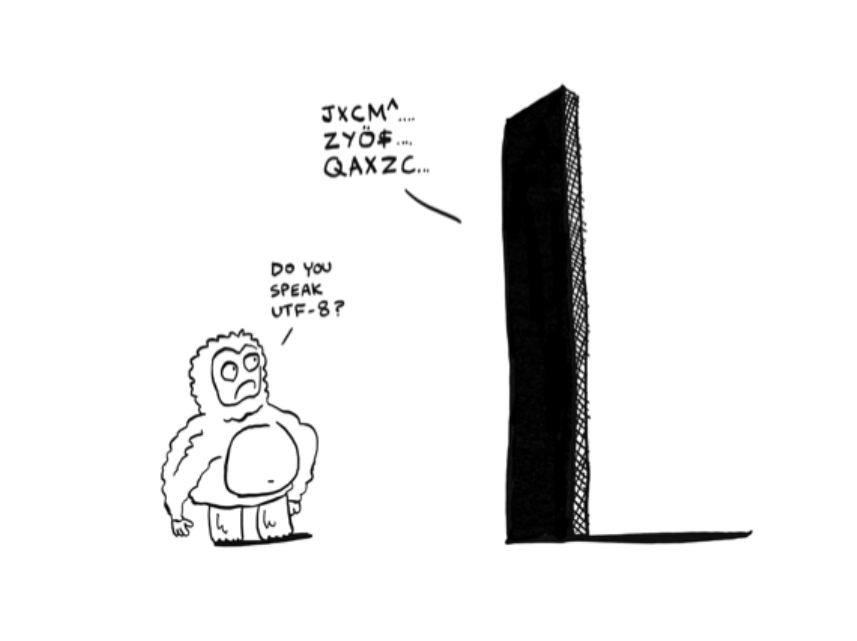 JXCM^....
ZYÖ$....
QAXZC...
DO YOU
SPEAK
UTF-8?